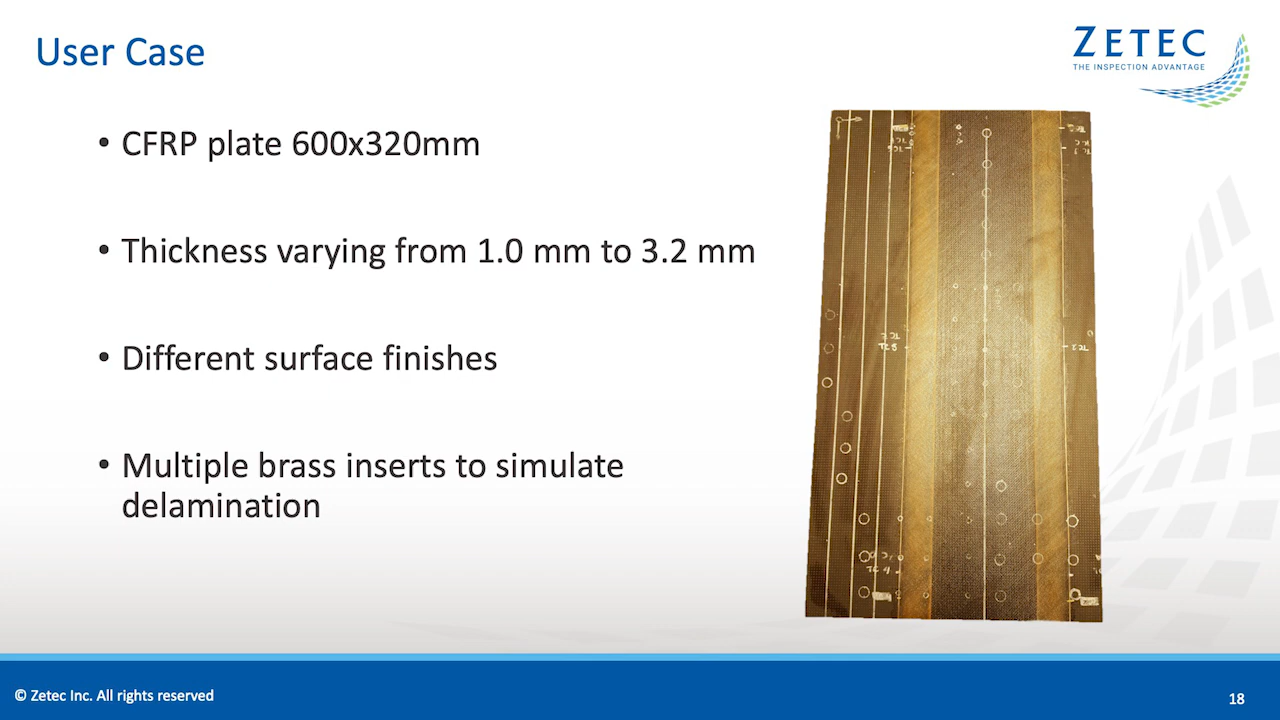 User Case
ZETEC
THE INSPECTION ADVANTAGE
• CFRP plate 600x320mm
• Thickness varying from 1.0 mm to 3.2 mm
• Different surface finishes
• Multiple brass inserts to simulate
delamination
© Zetec Inc. All rights reserved
18